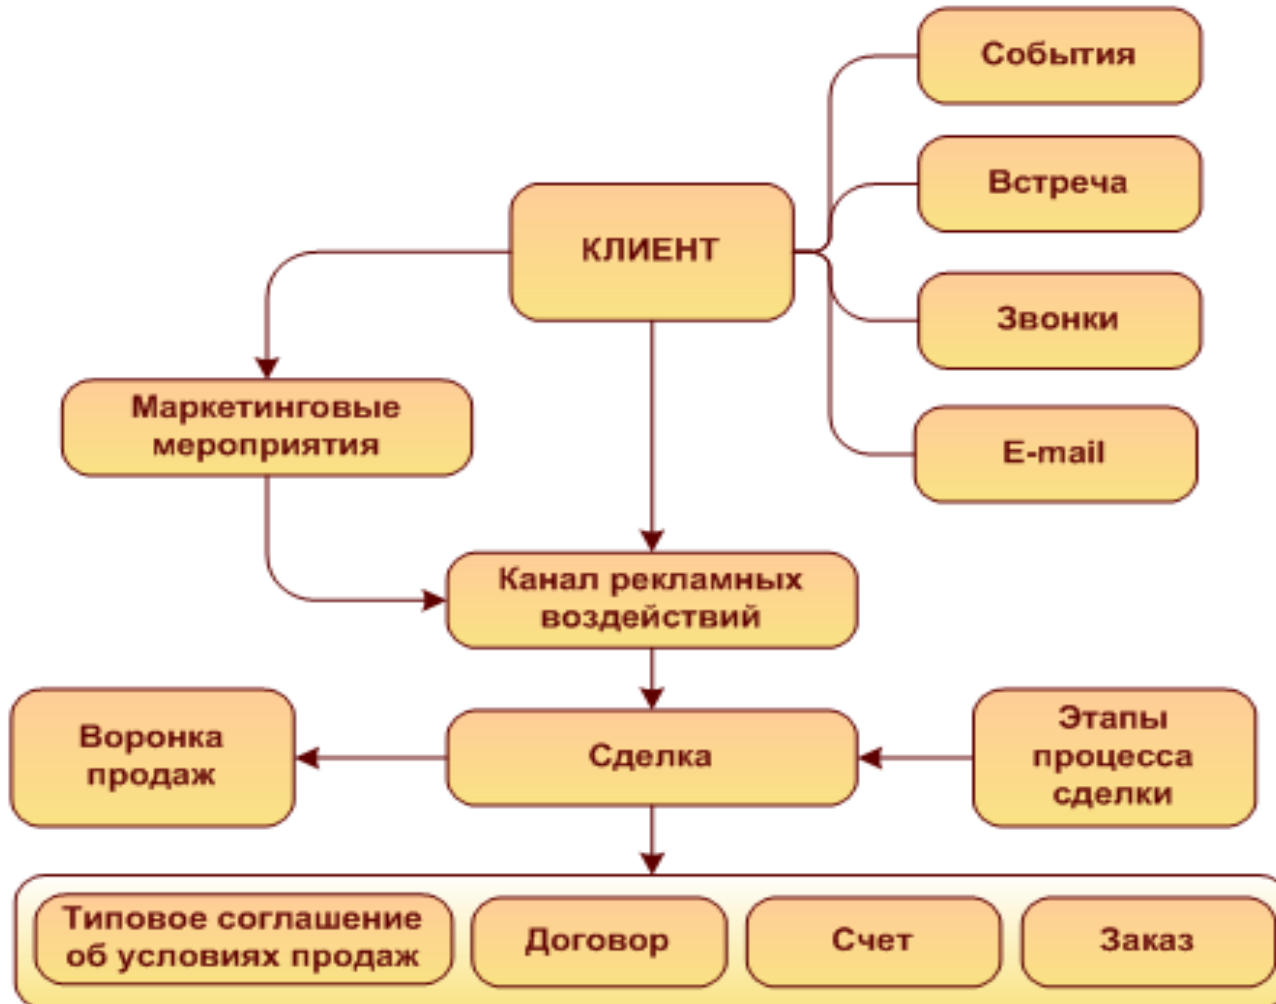 События
Встреча
КЛИЕНТ
Звонки
Маркетинговые
мероприятия
E-mail
Канал рекламных
воздействий
Воронка
продаж
Сделка
Этапы
процесса
сделки
Типовое соглашение
об условиях продаж
Договор
Счет
Заказ